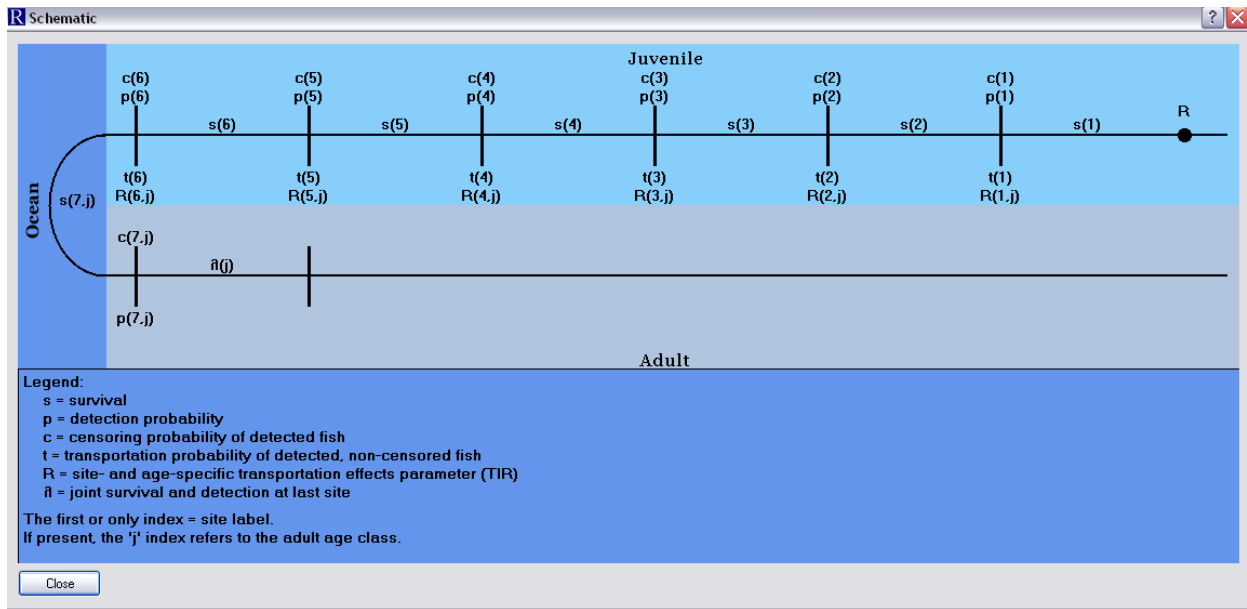 R Schematic
?
X
Juvenile
c(6) c(5) c(4) c(3) c(2) c(1)
p(6) p(5) p(4) p(3) p(2) p(1)
R
s(6) s(5) s(4) s(3) s(2) s(1)
t(6) t(5) t(4) t(3) t(2) t(1)
R(6,j) R(5,j) R(4,j) R(3,j) R(2,j) R(1,j)
Ocean
s(7,j)
c(7,j)
ñ(j)
p(7,j)
Adult
Legend:
s = survival
p = detection probability
c = censoring probability of detected fish
t = transportation probability of detected, non-censored fish
R = site- and age-specific transportation effects parameter (TIR)
ñ = joint survival and detection at last site
The first or only index = site label.
If present, the 'j' index refers to the adult age class.
Close